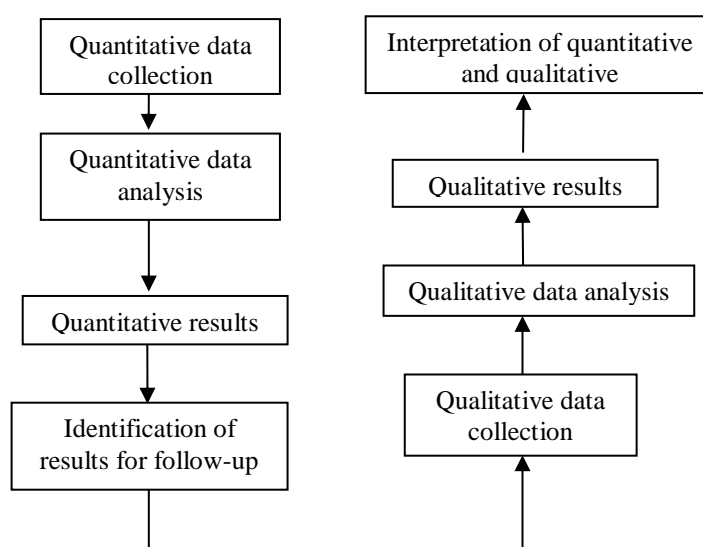 Quantitative data
collection
Quantitative data
analysis
Quantitative results
Identification of
results for follow-up
Qualitative data
collection
Qualitative data analysis
Qualitative results
Interpretation of quantitative
and qualitative